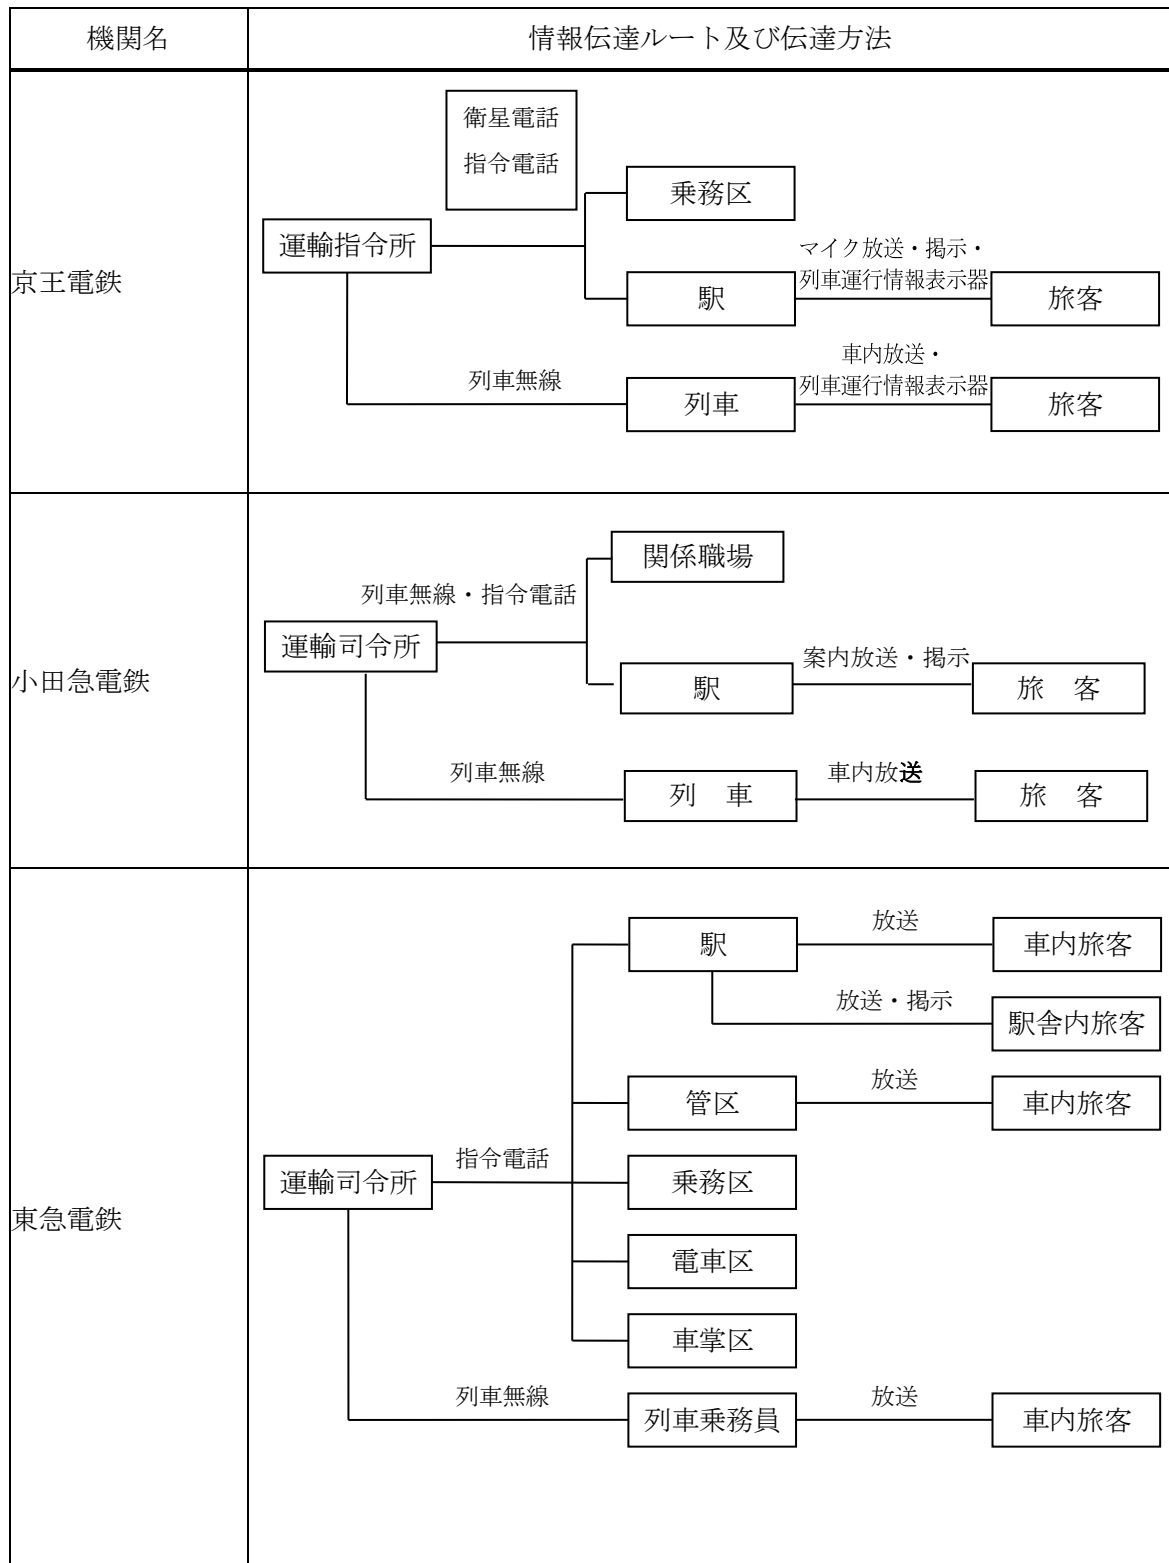 機関名
情報伝達ルート及び伝達方法
京王電鉄
衛星電話
指令電話
乗務区
運輸指令所
マイク放送・掲示・
列車運行情報表示器
駅
旅客
車内放送・
列車運行情報表示器
列車無線
列車
旅客
小田急電鉄
関係職場
列車無線・指令電話
運輸司令所
案内放送・掲示
駅
旅　客
列車無線
車内放送
列　車
旅　客
東急電鉄
駅
放送
車内旅客
放送・掲示
駅舎内旅客
管区
放送
車内旅客
指令電話
運輸司令所
乗務区
電車区
車掌区
列車無線
列車乗務員
放送
車内旅客